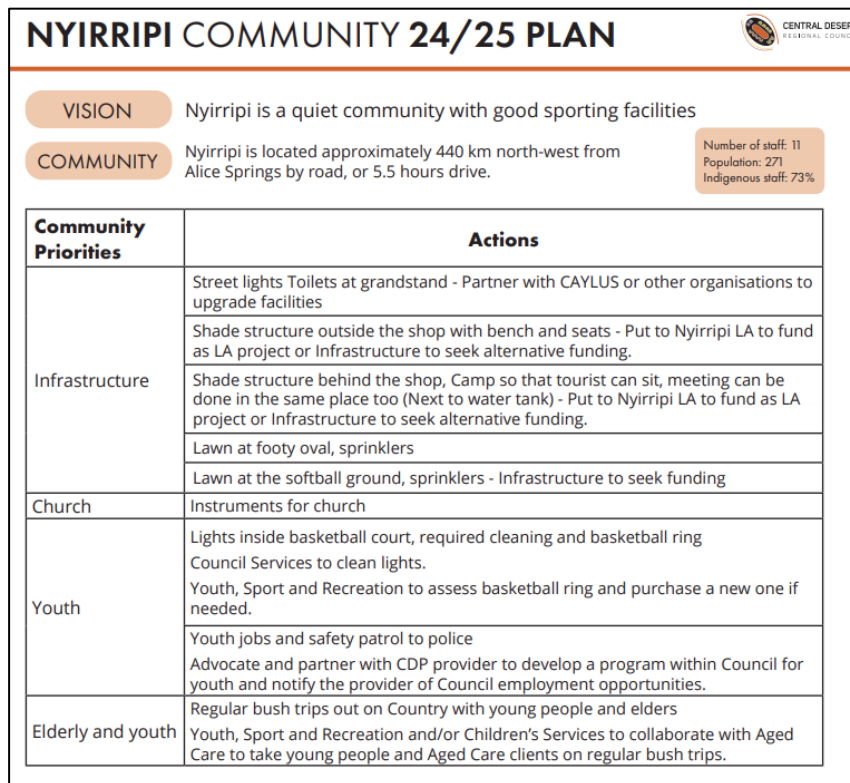 NYIRRIPI COMMUNITY 24/25 PLAN
CENTRAL DESER
REGIONAL COUNC
VISION
Nyirripi is a quiet community with good sporting facilities
COMMUNITY
Nyirripi is located approximately 440 km north-west from
Alice Springs by road, or 5.5 hours drive.
Number of staff: 11
Population: 271
Indigenous staff: 73%
Community
Priorities
Actions
Infrastructure
Street lights Toilets at grandstand - Partner with CAYLUS or other organisations to
upgrade facilities
Shade structure outside the shop with bench and seats - Put to Nyirripi LA to fund
as LA project or Infrastructure to seek alternative funding.
Shade structure behind the shop, Camp so that tourist can sit, meeting can be
done in the same place too (Next to water tank) - Put to Nyirripi LA to fund as LA
project or Infrastructure to seek alternative funding.
Lawn at footy oval, sprinklers
Lawn at the softball ground, sprinklers - Infrastructure to seek funding
Church
Instruments for church
Youth
Lights inside basketball court, required cleaning and basketball ring
Council Services to clean lights.
Youth, Sport and Recreation to assess basketball ring and purchase a new one if
needed.
Youth jobs and safety patrol to police
Advocate and partner with CDP provider to develop a program within Council for
youth and notify the provider of Council employment opportunities.
Elderly and youth
Regular bush trips out on Country with young people and elders
Youth, Sport and Recreation and/or Children's Services to collaborate with Aged
Care to take young people and Aged Care clients on regular bush trips.